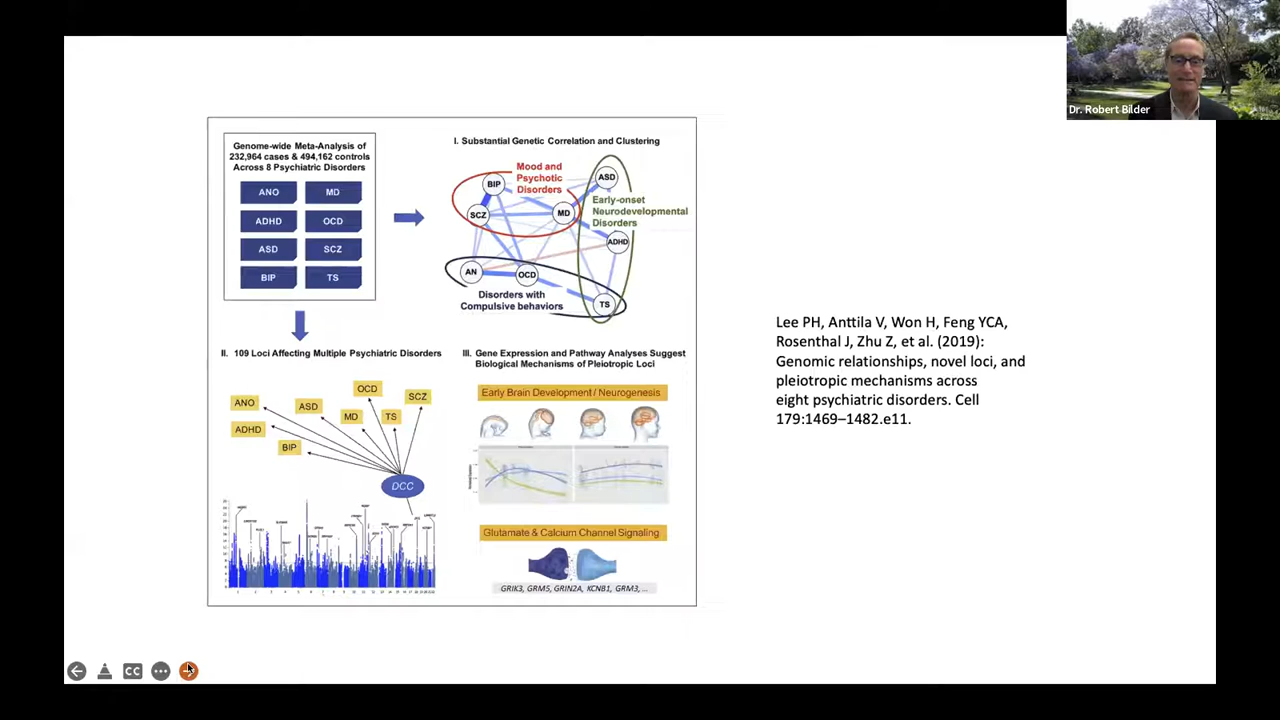 Dr. Robert Bilder
Genome-wide Meta-Analysis of
232,964 cases & 494,162 controls
Across 8 Psychiatric Disorders
ANO MD
ADHD OCD
ASD SCZ
BIP TS
I. Substantial Genetic Correlation and Clustering
Mood and
Psychotic
Disorders
BIP
SCZ
MD
ASD
Early-onset
Neurodevelopmental
Disorders
ADHD
AN
OCD
TS
Disorders with
Compulsive behaviors
II. 109 Loci Affecting Multiple Psychiatric Disorders
ANO
ADHD
BIP
ASD
MD
OCD
TS
SCZ
DCC
III. Gene Expression and Pathway Analyses Suggest
Biological Mechanisms of Pleiotropic Loci
Early Brain Development / Neurogenesis
Glutamate & Calcium Channel Signaling
GRIK3, GRM5, GRIN2A, KCNB1, GRM3, ...
Lee PH, Anttila V, Won H, Feng YCA,
Rosenthal J, Zhu Z, et al. (2019):
Genomic relationships, novel loci, and
pleiotropic mechanisms across
eight psychiatric disorders. Cell
179:1469–1482.e11.
CC